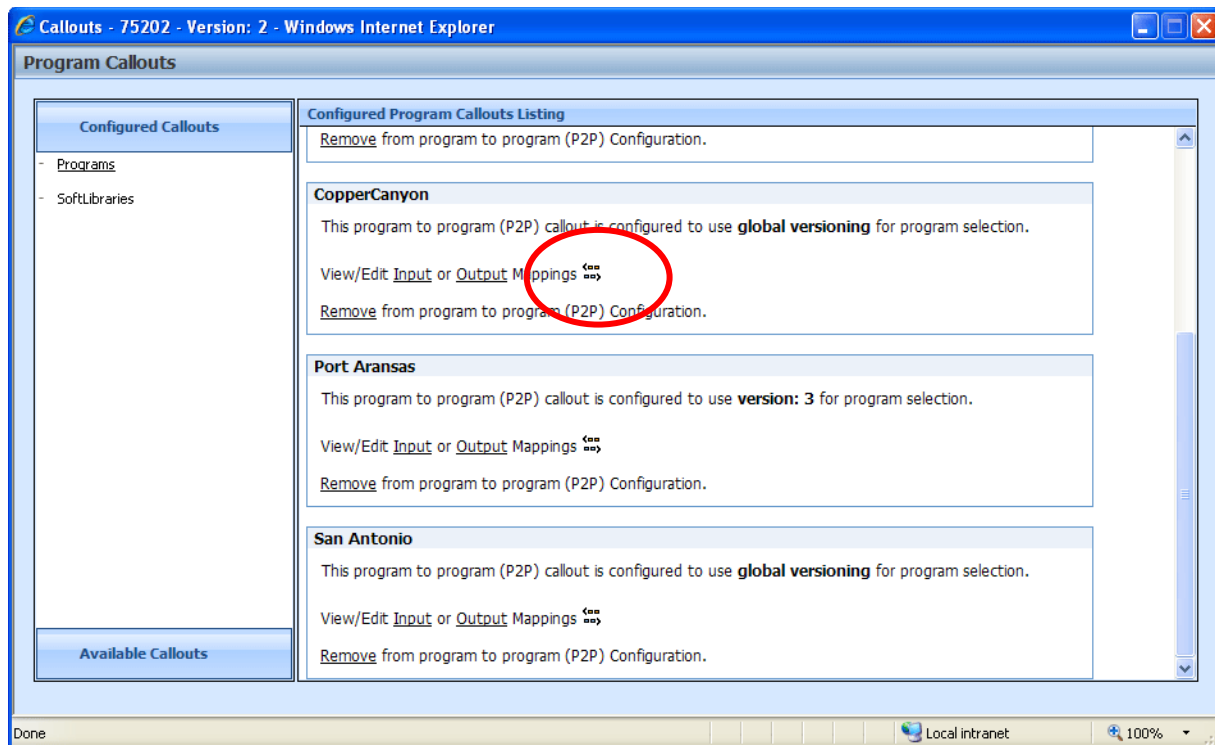 Callouts - 75202 - Version: 2 - Windows Internet Explorer
Program Callouts
Configured Callouts
- Programs
- SoftLibraries
Available Callouts
Configured Program Callouts Listing
Remove from program to program (P2P) Configuration.
CopperCanyon
This program to program (P2P) callout is configured to use global versioning for program selection.
View/Edit Input or Output Mappings
Remove from program to program (P2P) Configuration.
Port Aransas
This program to program (P2P) callout is configured to use version: 3 for program selection.
View/Edit Input or Output Mappings
Remove from program to program (P2P) Configuration.
San Antonio
This program to program (P2P) callout is configured to use global versioning for program selection.
View/Edit Input or Output Mappings
Remove from program to program (P2P) Configuration.
Done
Local intranet
100%